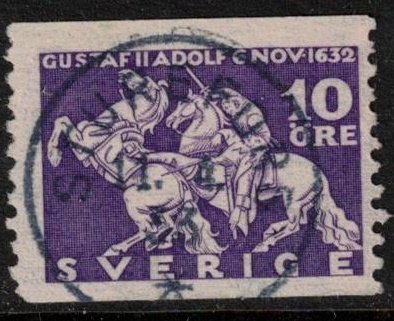 GUSTAF II ADOLF 6 NOV·1632
10
ÖRE
SVERIGE